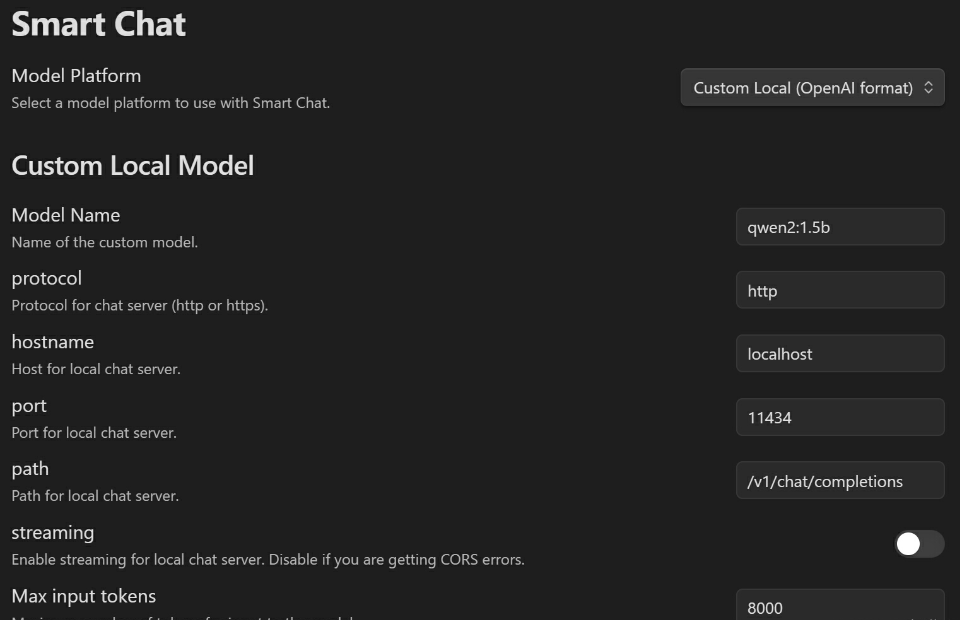 Smart Chat
Model Platform
Select a model platform to use with Smart Chat.
Custom Local (OpenAI format)
Custom Local Model
Model Name
Name of the custom model.
qwen2:1.5b
protocol
Protocol for chat server (http or https).
http
hostname
Host for local chat server.
localhost
port
Port for local chat server.
11434
path
Path for local chat server.
/v1/chat/completions
streaming
Enable streaming for local chat server. Disable if you are getting CORS errors.
Max input tokens
8000